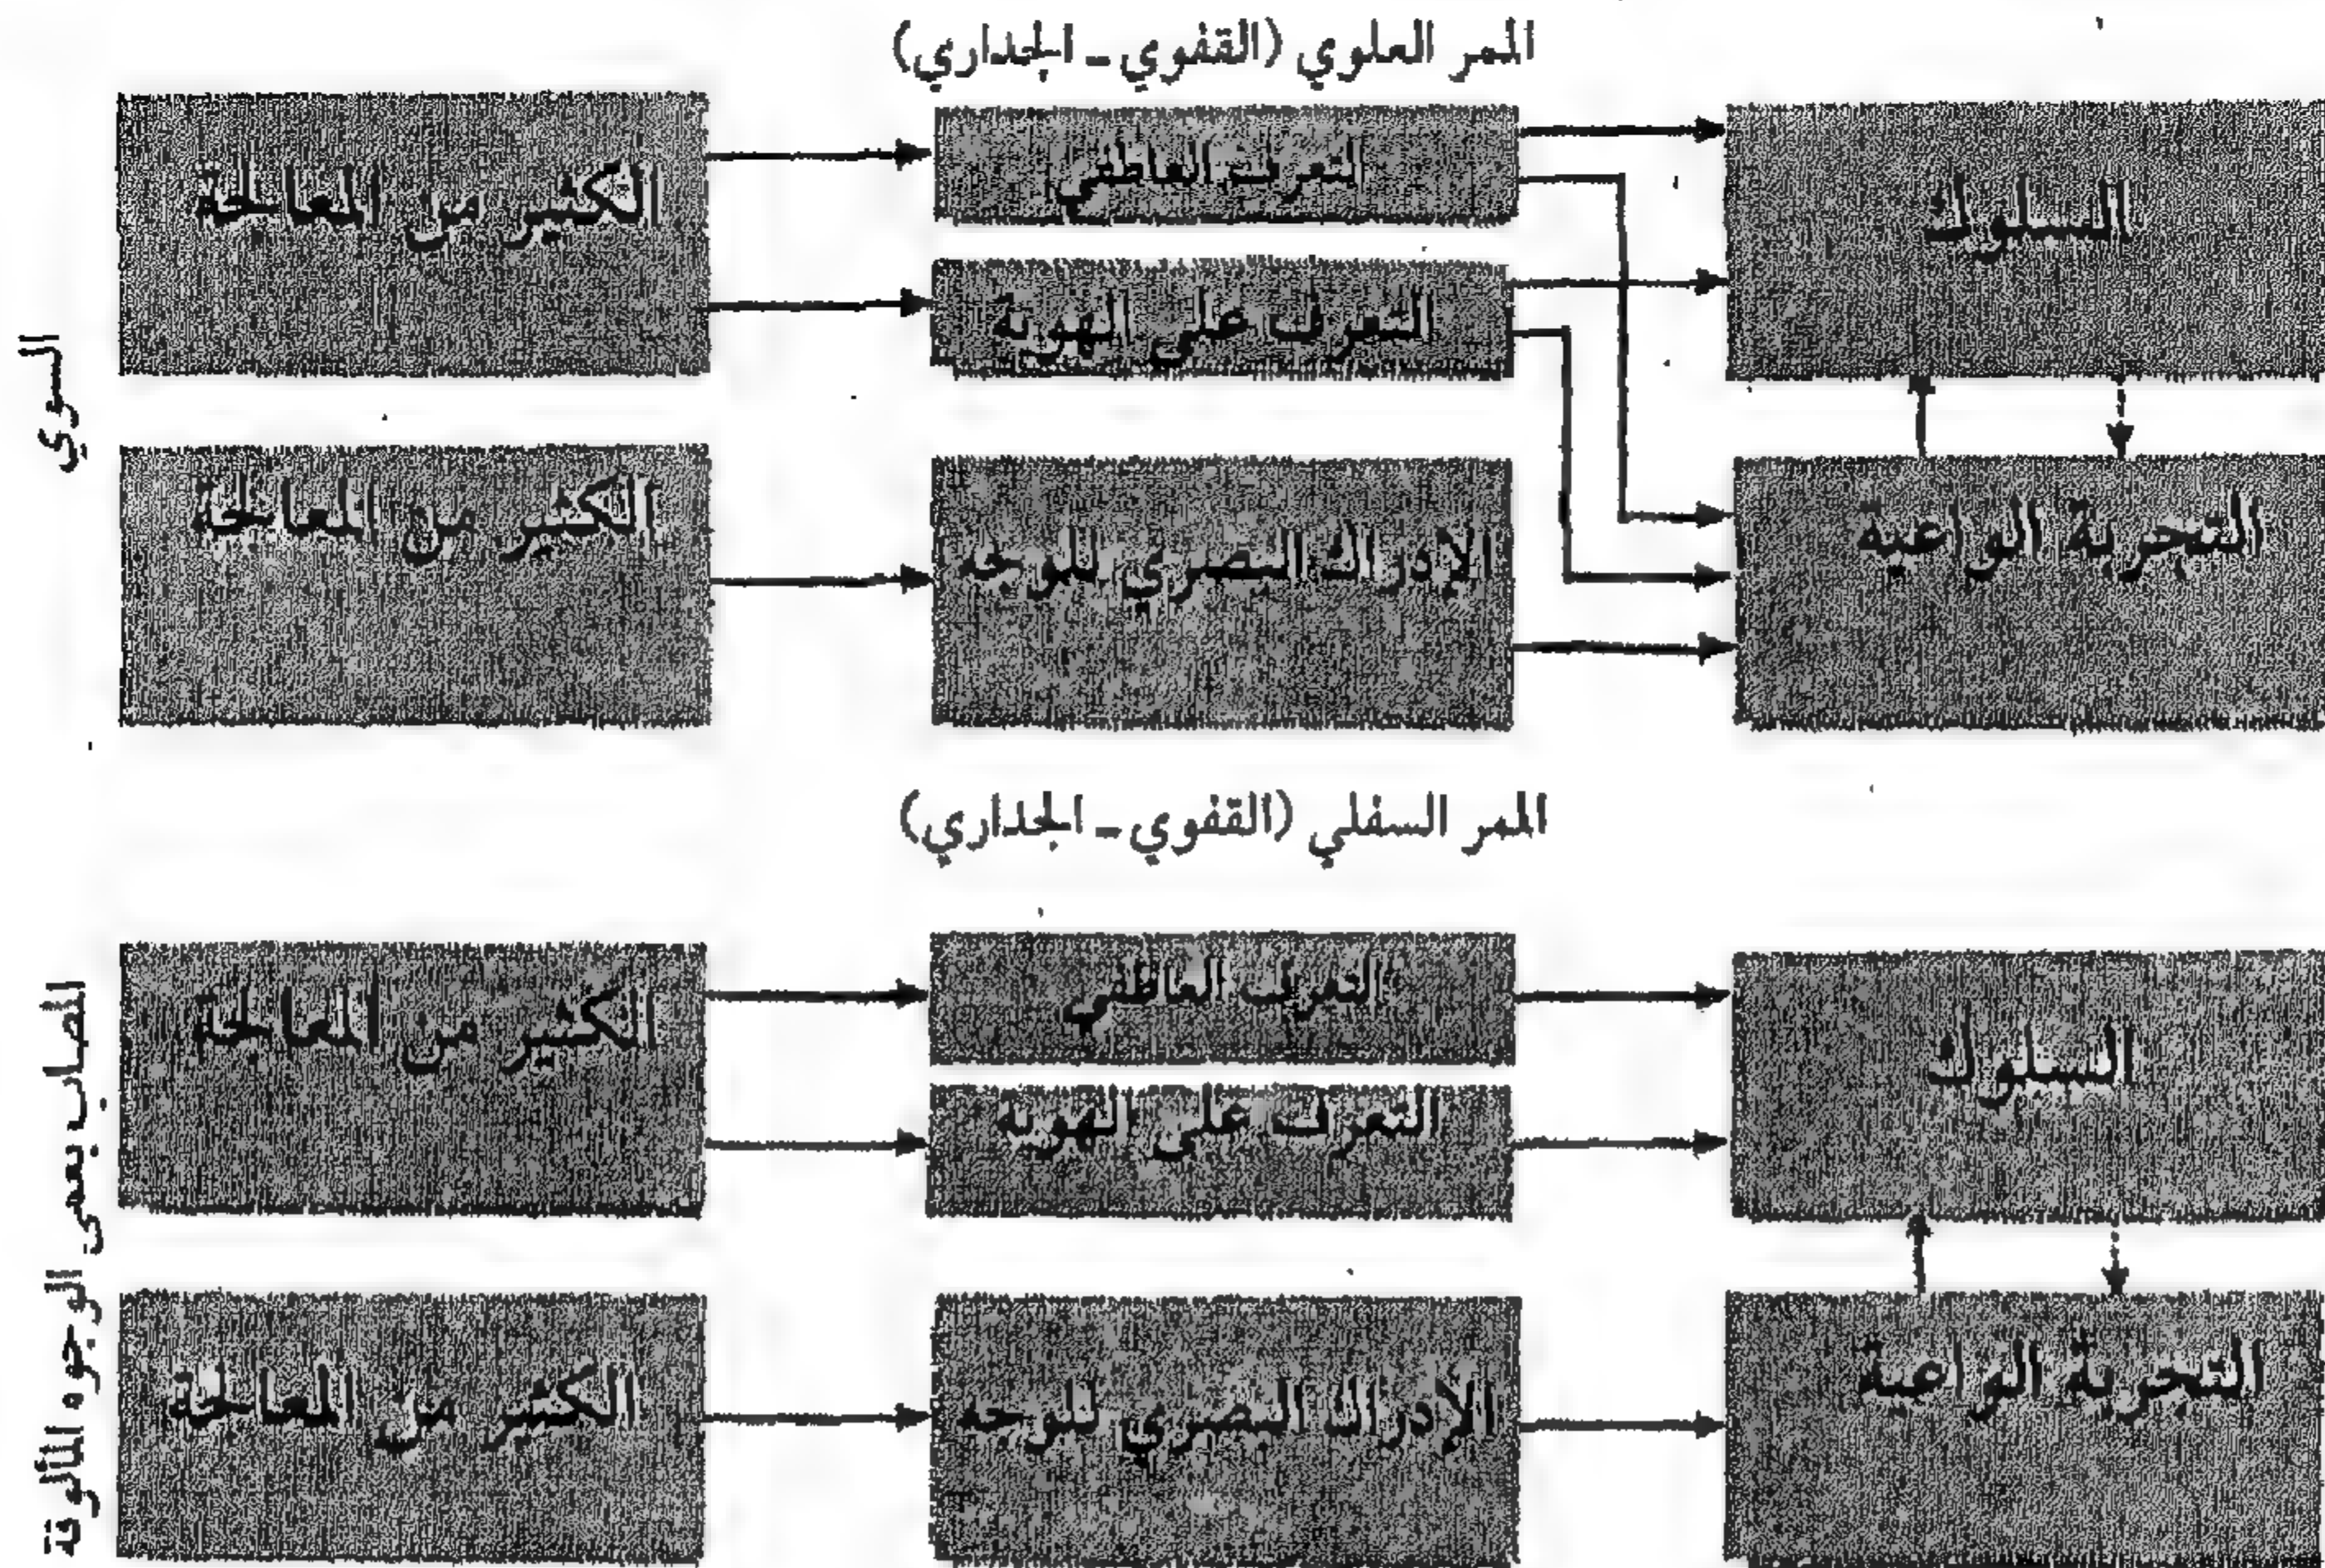 الممر العلوي (القفوي - الجداري)
السوي
الكثير من المعالجة
التعرف العاطفي
السلوك
التعرف على الهوية
الكثير من المعالجة
الإدراك البصري للوجه
التجربة الواعية
الممر السفلي (القفوي - الجداري)
المصاب بعمى الوجوه المألوفة
الكثير من المعالجة
التعرف العاطفي
السلوك
التعرف على الهوية
الكثير من المعالجة
الإدراك البصري للوجه
التجربة الواعية